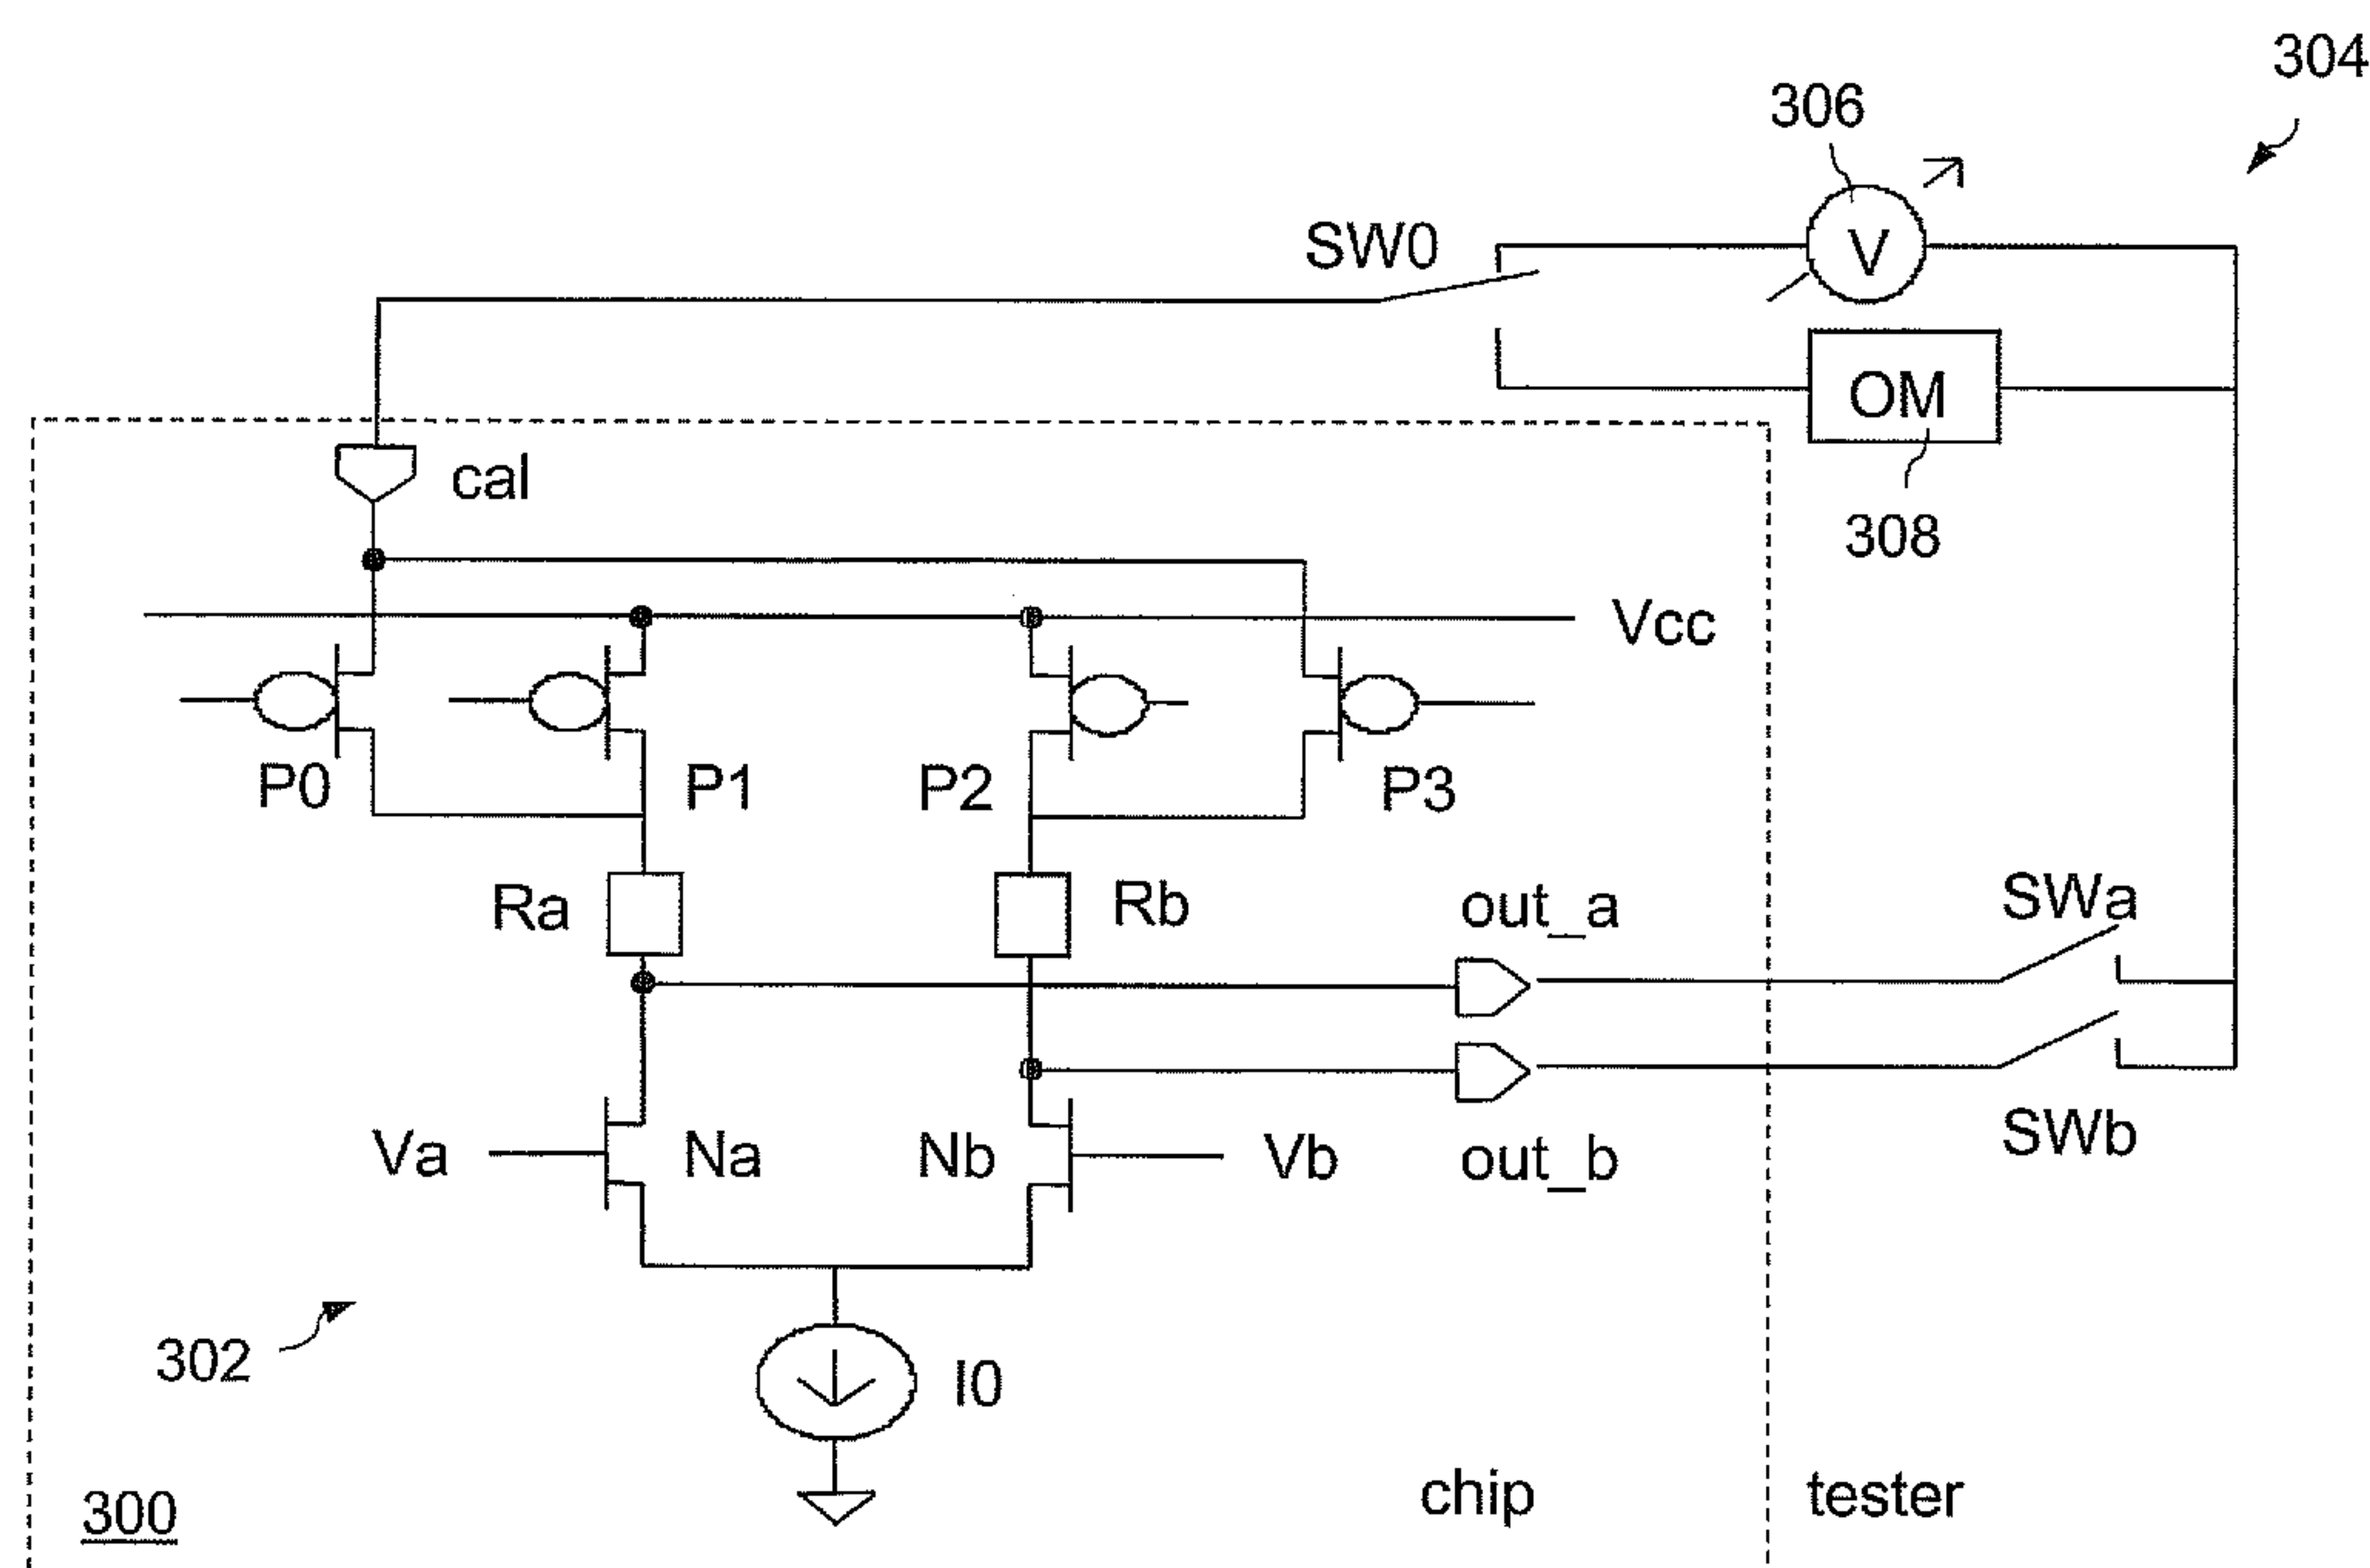 304
306
SW0
V
OM
cal
308
Vcc
P0
P1
P2
P3
Ra
Rb
out_a
SWa
Va
Na
Nb
Vb
out_b
SWb
302
I0
300
chip
tester